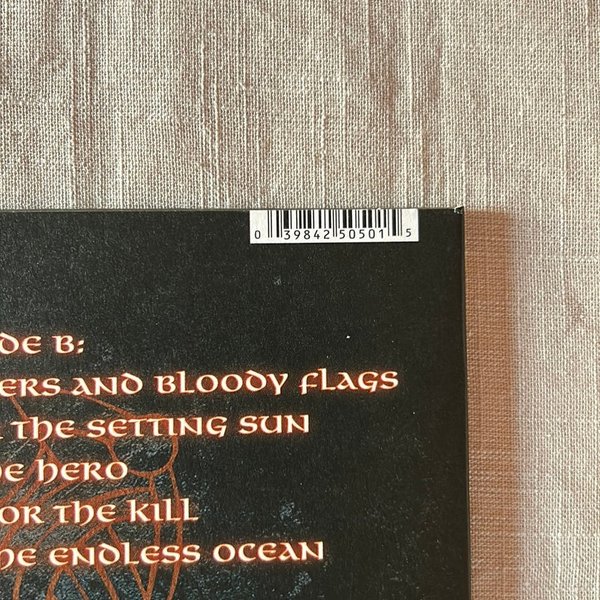 0 39842 50501 5
DE B:
ERS AND BLOODY FLAGS
THE SETTING SUN
HE HERO
OR THE KILL
HE ENDLESS OCEAN